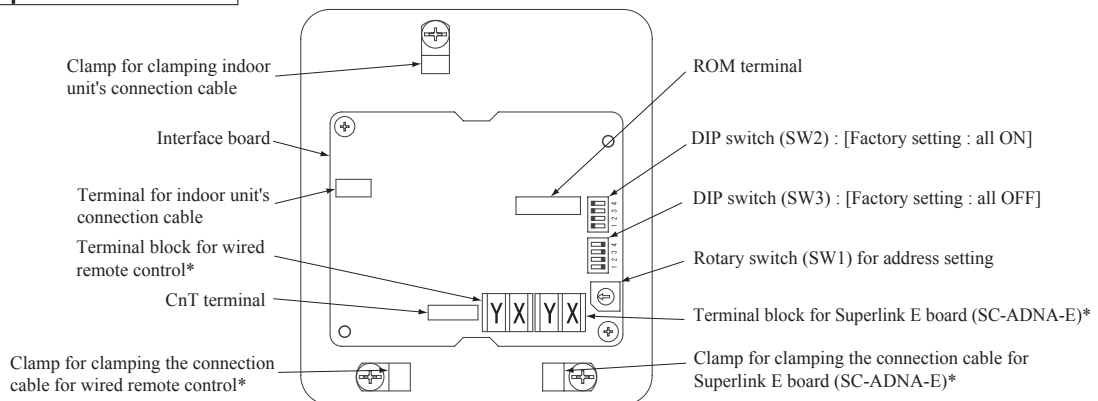 Clamp for clamping indoor
unit's connection cable
Interface board
Terminal for indoor unit's
connection cable
Terminal block for wired
remote control*
CnT terminal
Clamp for clamping the connection
cable for wired remote control*
Y X Y X
1 2 3 4
1 2 3 4
ROM terminal
DIP switch (SW2) : [Factory setting : all ON]
DIP switch (SW3) : [Factory setting : all OFF]
Rotary switch (SW1) for address setting
Terminal block for Superlink E board (SC-ADNA-E)*
Clamp for clamping the connection cable for
Superlink E board (SC-ADNA-E)*